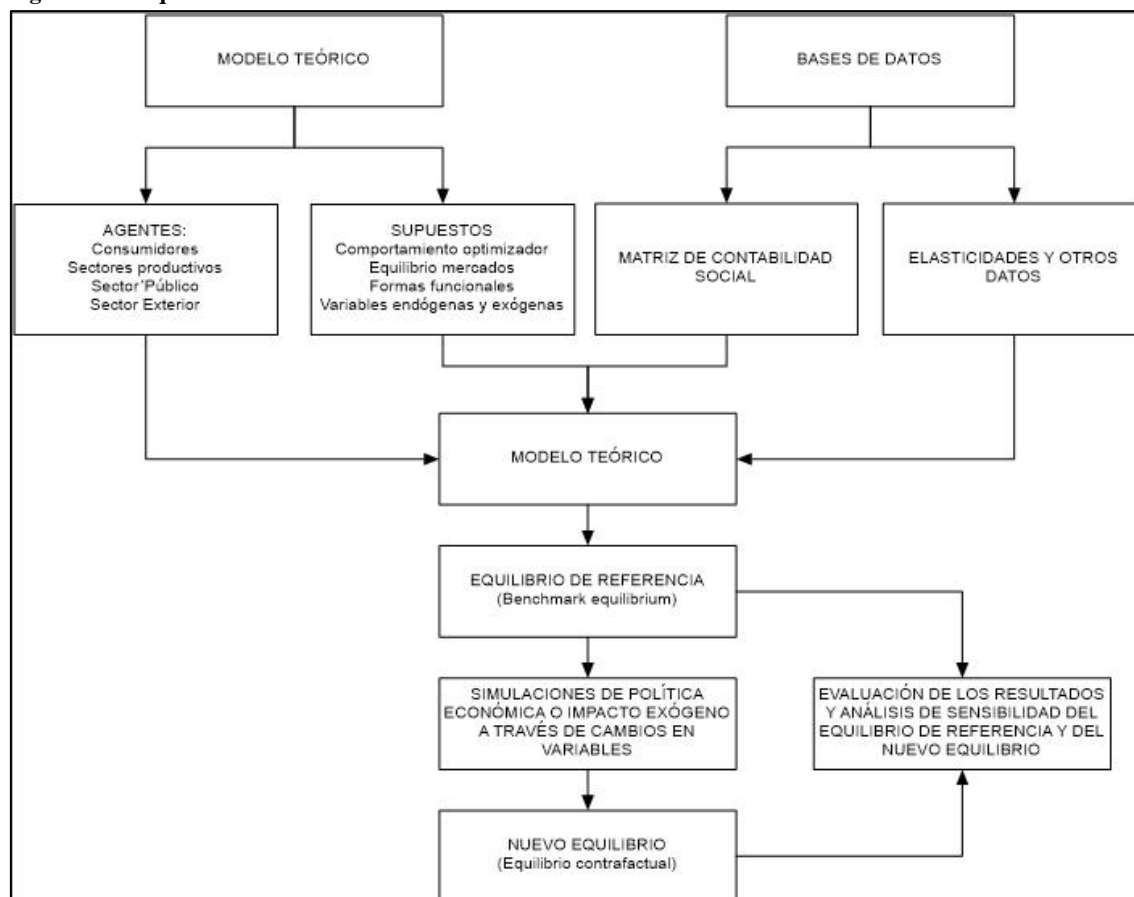 MODELO TEÓRICO
BASES DE DATOS
AGENTES:
Consumidores
Sectores productivos
Sector´Público
Sector Exterior
SUPUESTOS
Comportamiento optimizador
Equilibrio mercados
Formas funcionales
Variables endógenas y exógenas
MATRIZ DE CONTABILIDAD
SOCIAL
ELASTICIDADES Y OTROS
DATOS
MODELO TEÓRICO
EQUILIBRIO DE REFERENCIA
(Benchmark equilibrium)
SIMULACIONES DE POLÍTICA
ECONÓMICA O IMPACTO EXÓGENO
A TRAVÉS DE CAMBIOS EN
VARIABLES
EVALUACIÓN DE LOS RESULTADOS
Y ANÁLISIS DE SENSIBILIDAD DEL
EQUILIBRIO DE REFERENCIA Y DEL
NUEVO EQUILIBRIO
NUEVO EQUILIBRIO
(Equilibrio contrafactual)